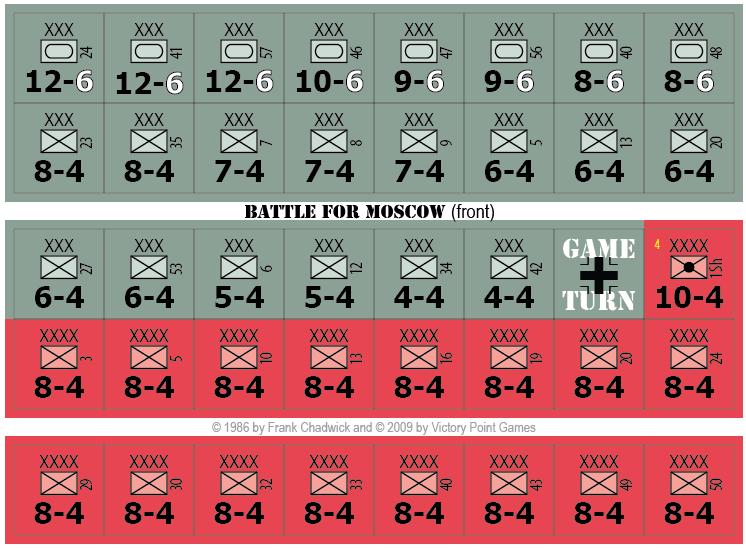 XXX XXX XXX XXX XXX XXX XXX XXX
24 41 57 46 47 56 40 48
12-6 12-6 12-6 10-6 9-6 9-6 8-6 8-6
XXX XXX XXX XXX XXX XXX XXX XXX
23 35 7 8 9 5 13 20
8-4 8-4 7-4 7-4 7-4 6-4 6-4 6-4
BATTLE FOR MOSCOW (front)
XXX XXX XXX XXX XXX XXX GAME 4 XXXX
27 53 6 12 34 42 1Sh
6-4 6-4 5-4 5-4 4-4 4-4 TURN 10-4
XXXX XXXX XXXX XXXX XXXX XXXX XXXX XXXX
3 5 10 13 16 19 20 24
8-4 8-4 8-4 8-4 8-4 8-4 8-4 8-4
© 1986 by Frank Chadwick and © 2009 by Victory Point Games
XXXX XXXX XXXX XXXX XXXX XXXX XXXX XXXX
29 30 32 33 40 43 49 50
8-4 8-4 8-4 8-4 8-4 8-4 8-4 8-4